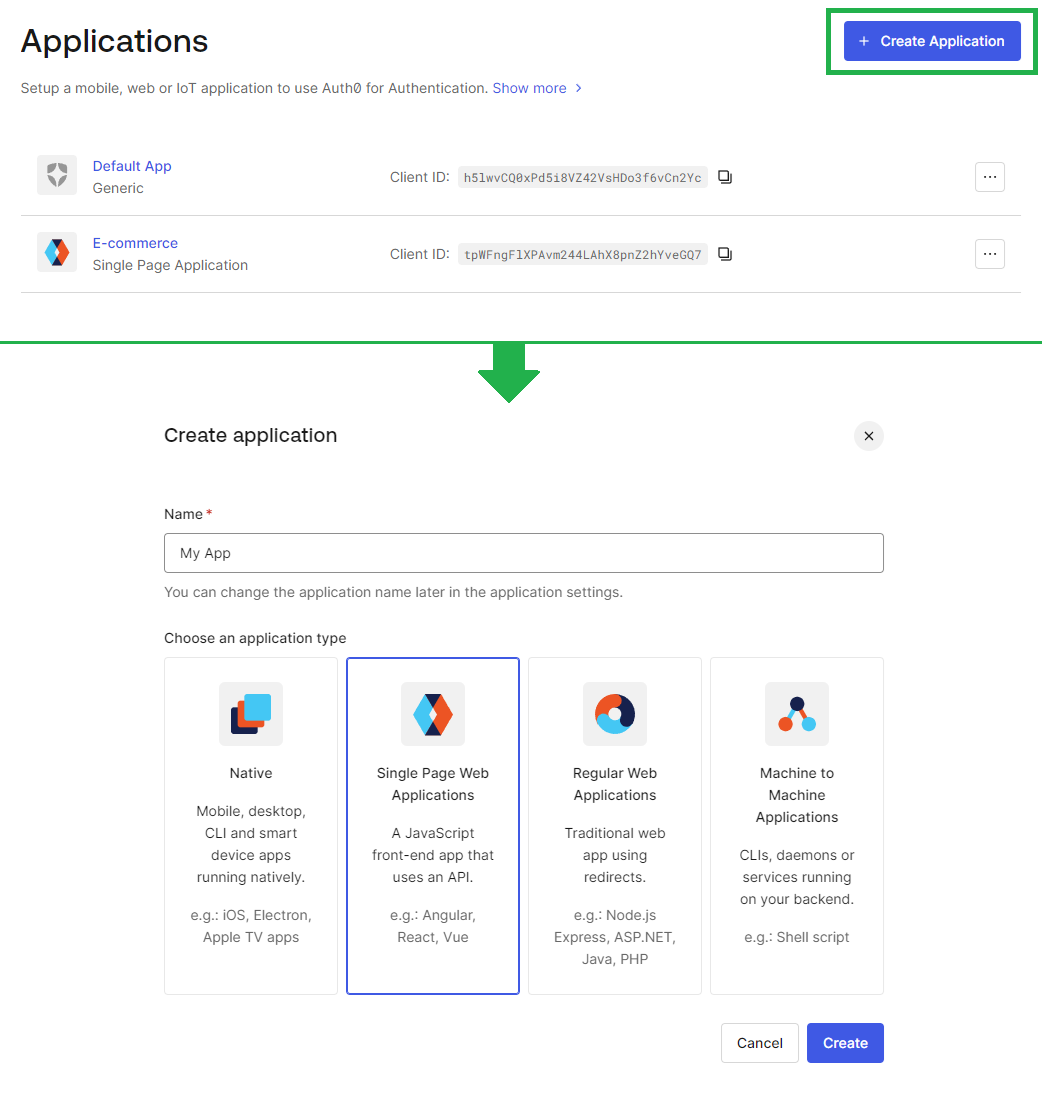 Applications
+ Create Application
Setup a mobile, web or IoT application to use Auth0 for Authentication. Show more >
Default App
Generic
Client ID: h5lwvCQ0xPd5i8VZ42VsHDo3f6vCn2Yc
E-commerce
Single Page Application
Client ID: tpWFngFlXPAvm244LAhX8pnZ2hYveGQ7
Create application
Name *
My App
You can change the application name later in the application settings.
Choose an application type
Native
Mobile, desktop,
CLI and smart
device apps
running natively.
e.g.: iOS, Electron,
Apple TV apps
Single Page Web
Applications
A JavaScript
front-end app that
uses an API.
e.g.: Angular,
React, Vue
Regular Web
Applications
Traditional web
app using
redirects.
e.g.: Node.js
Express, ASP.NET,
Java, PHP
Machine to
Machine
Applications
CLIs, daemons or
services running
on your backend.
e.g.: Shell script
Cancel
Create